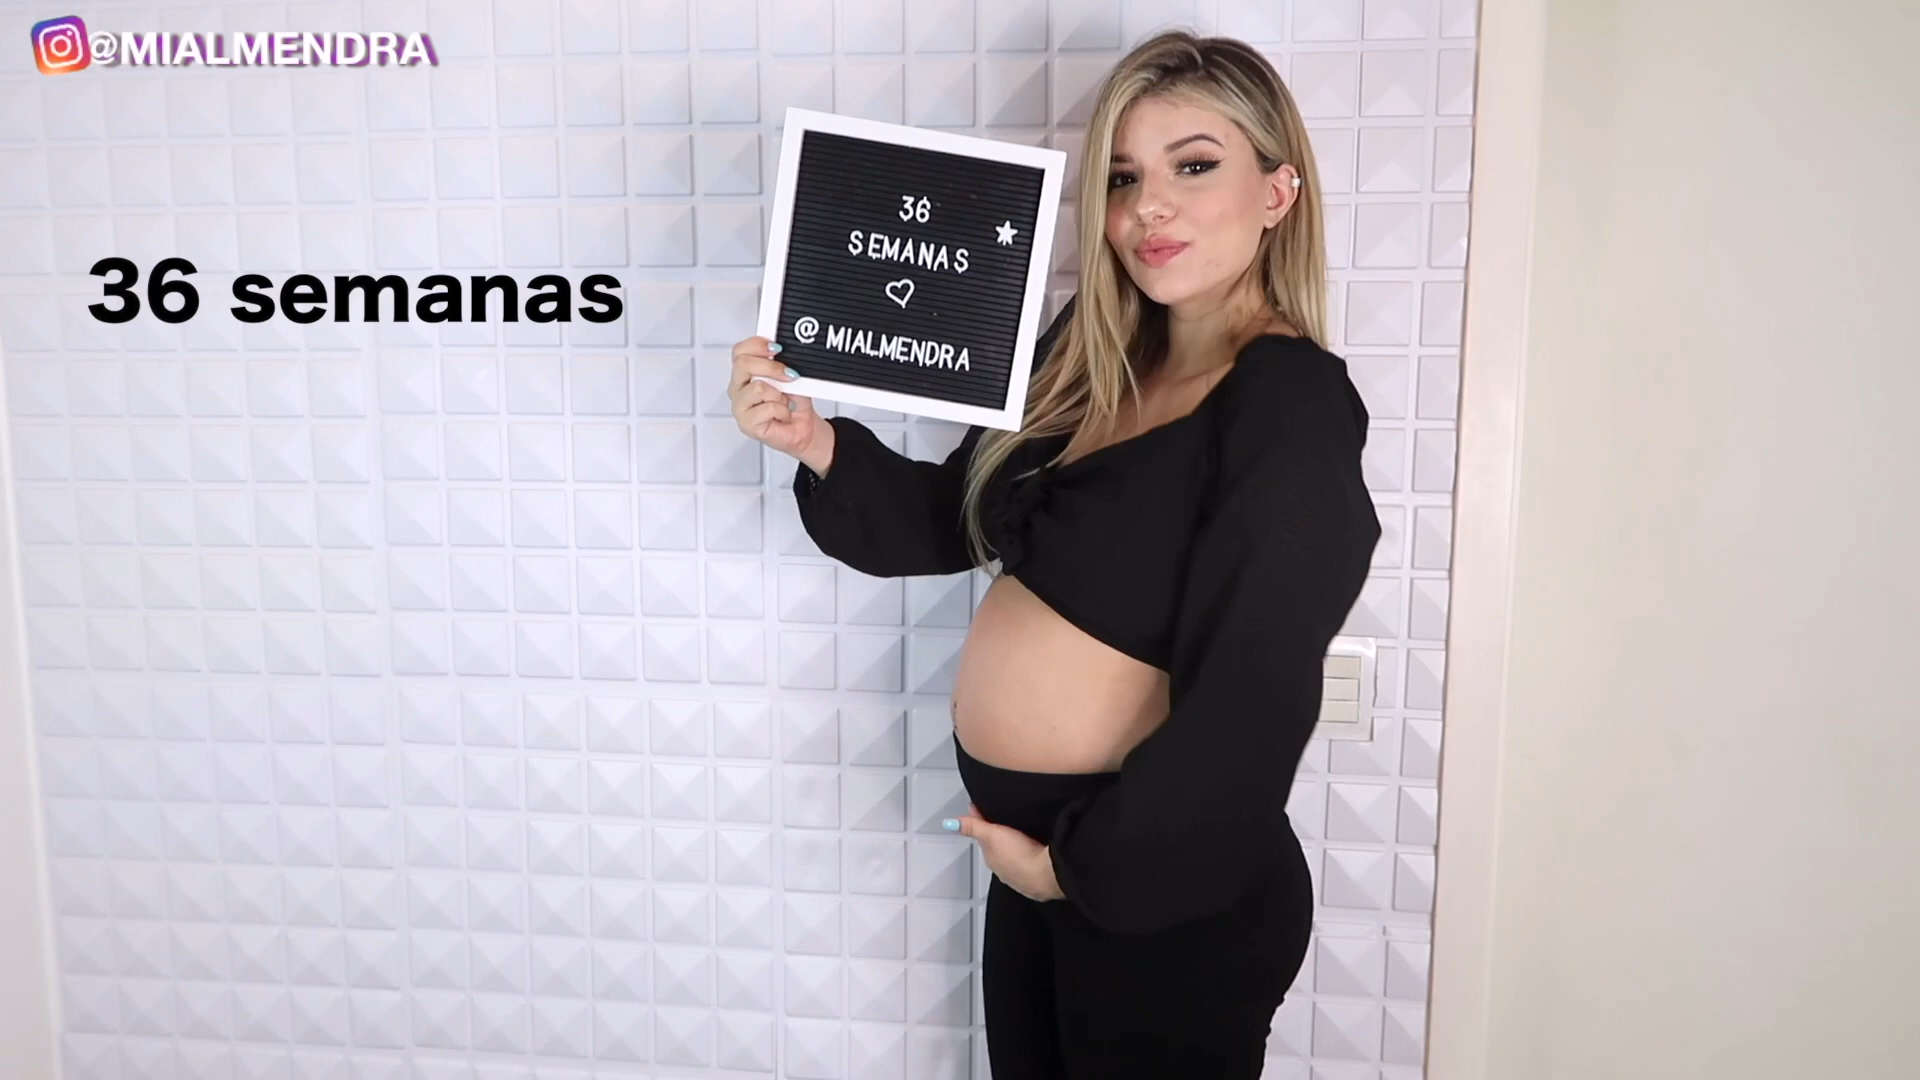 @MIALMENDRA
36 semanas
36
SEMANAS
@ MIALMENDRA